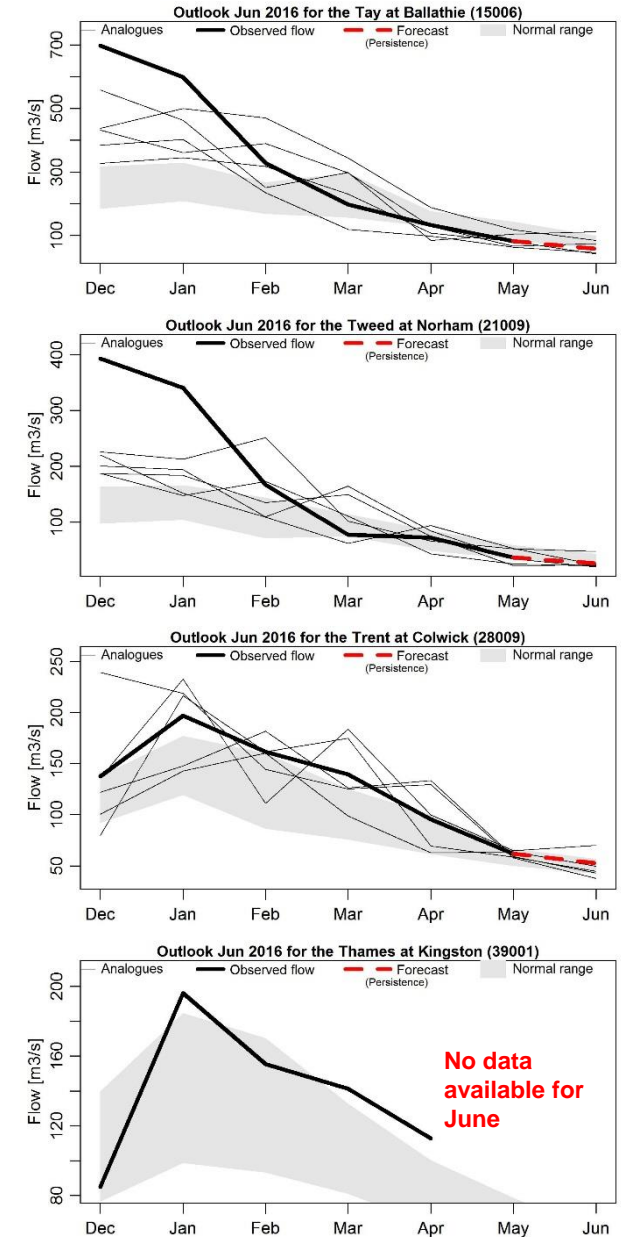 Outlook Jun 2016 for the Tay at Ballathie (15006)
Analogues Observed flow Forecast Normal range
(Persistence)
Flow [m3/s]
700
500
300
100
Dec Jan Feb Mar Apr May Jun
Outlook Jun 2016 for the Tweed at Norham (21009)
Analogues Observed flow Forecast Normal range
(Persistence)
Flow [m3/s]
400
300
200
100
Dec Jan Feb Mar Apr May Jun
Outlook Jun 2016 for the Trent at Colwick (28009)
Analogues Observed flow Forecast Normal range
(Persistence)
Flow [m3/s]
250
200
150
100
50
Dec Jan Feb Mar Apr May Jun
Outlook Jun 2016 for the Thames at Kingston (39001)
Analogues Observed flow Forecast Normal range
(Persistence)
Flow [m3/s]
200
160
120
80
No data
available for
June
Dec Jan Feb Mar Apr May Jun